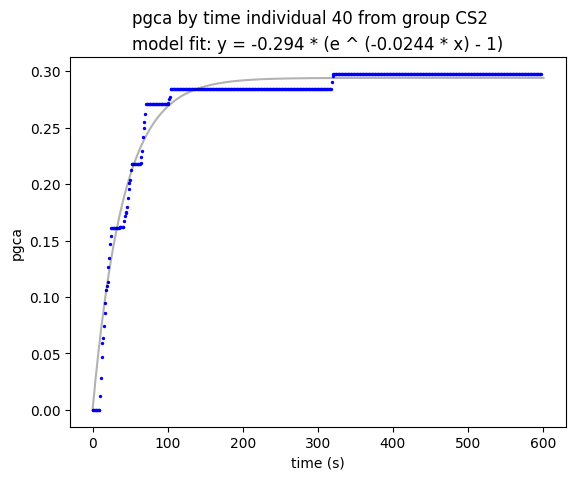 pgca by time individual 40 from group CS2
model fit: y = -0.294 * (e ^ (-0.0244 * x) - 1)
0.30
0.25
0.20
0.15
0.10
0.05
0.00
pgca
0 100 200 300 400 500 600
time (s)